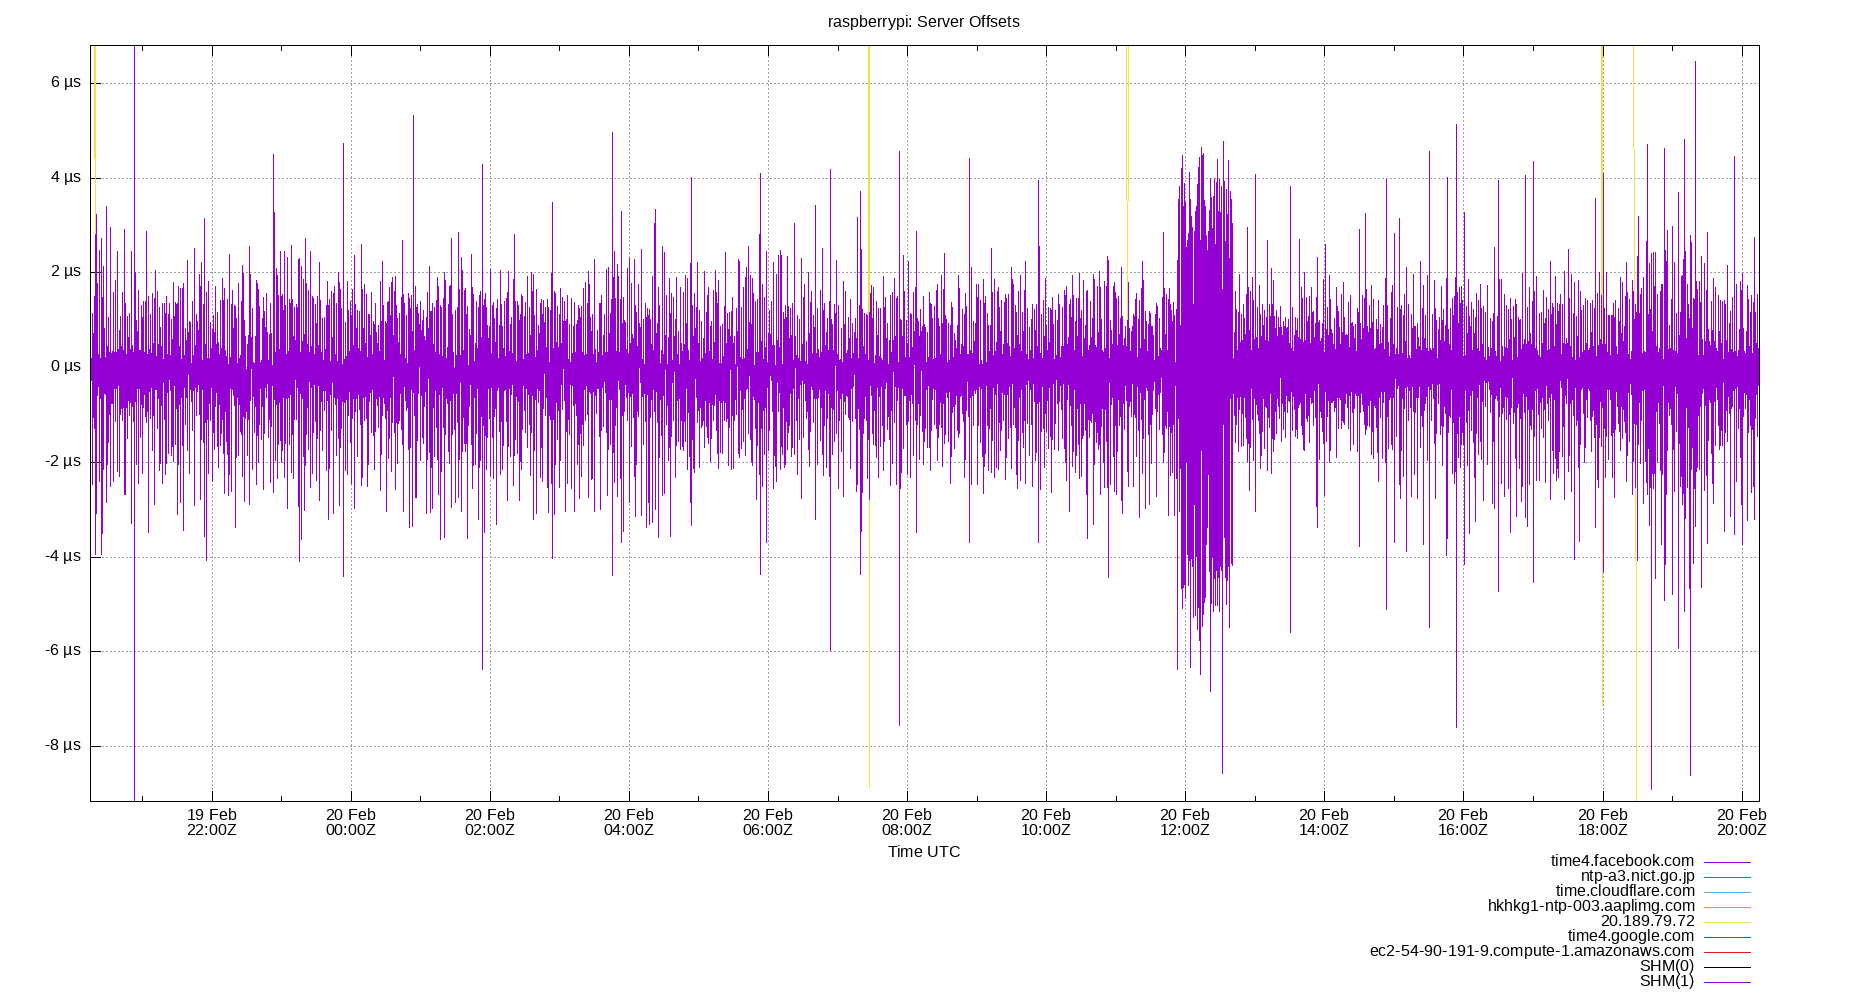 raspberrypi: Server Offsets
6 µs
4 µs
2 µs
0 µs
-2 µs
-4 µs
-6 µs
-8 µs
19 Feb 20 Feb 20 Feb 20 Feb 20 Feb 20 Feb 20 Feb 20 Feb 20 Feb 20 Feb 20 Feb 20 Feb
22:00Z 00:00Z 02:00Z 04:00Z 06:00Z 08:00Z 10:00Z 12:00Z 14:00Z 16:00Z 18:00Z 20:00Z
Time UTC
time4.facebook.com
ntp-a3.nict.go.jp
time.cloudflare.com
hkhkg1-ntp-003.aaplimg.com
20.189.79.72
time4.google.com
ec2-54-90-191-9.compute-1.amazonaws.com
SHM(0)
SHM(1)